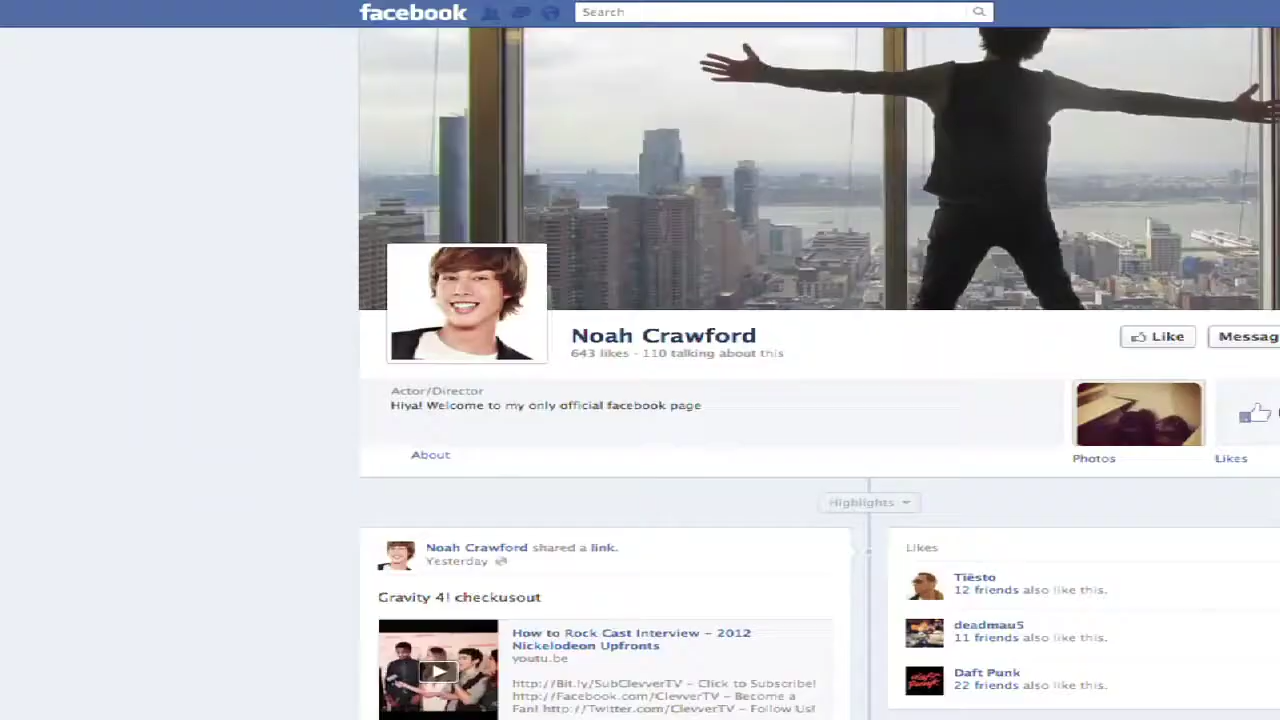 facebook
Search
Noah Crawford
643 likes · 110 talking about this
Like
Messag
Actor/Director
Hiya! Welcome to my only official facebook page
About
Photos
Likes
Highlights
Noah Crawford shared a link.
Yesterday
Gravity 4! checkusout
How to Rock Cast Interview – 2012
Nickelodeon Upfronts
youtu.be
http://Bit.ly/SubClevverTV – Click to Subscribe!
http://Facebook.com/ClevverTV – Become a
Fan! http://Twitter.com/ClevverTV – Follow Us!
Likes
Tiësto
12 friends also like this.
deadmau5
11 friends also like this.
Daft Punk
22 friends also like this.